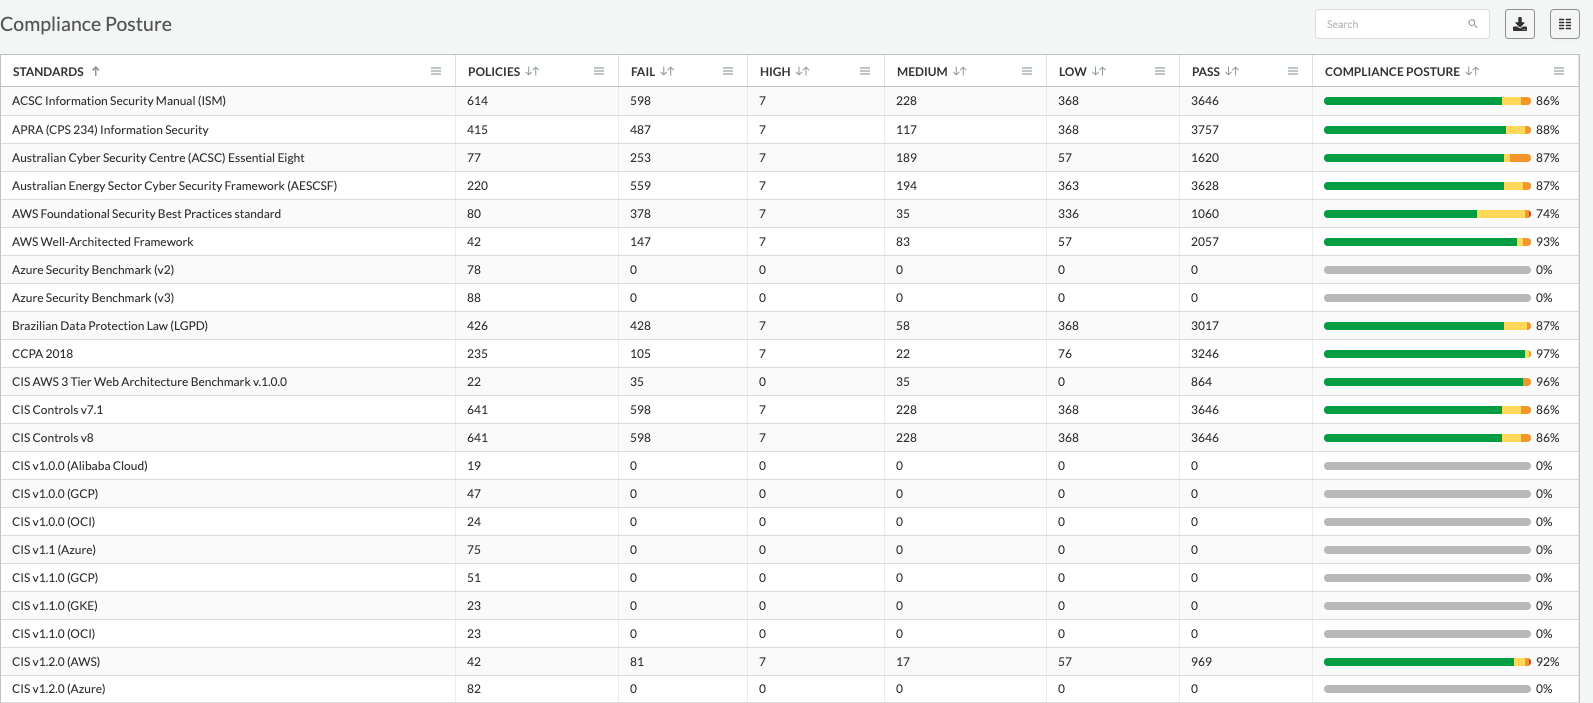 Compliance Posture
Search
STANDARDS POLICIES FAIL HIGH MEDIUM LOW PASS COMPLIANCE POSTURE
ACSC Information Security Manual (ISM) 614 598 7 228 368 3646 86%
APRA (CPS 234) Information Security 415 487 7 117 368 3757 88%
Australian Cyber Security Centre (ACSC) Essential Eight 77 253 7 189 57 1620 87%
Australian Energy Sector Cyber Security Framework (AESCSF) 220 559 7 194 363 3628 87%
AWS Foundational Security Best Practices standard 80 378 7 35 336 1060 74%
AWS Well-Architected Framework 42 147 7 83 57 2057 93%
Azure Security Benchmark (v2) 78 0 0 0 0 0 0%
Azure Security Benchmark (v3) 88 0 0 0 0 0 0%
Brazilian Data Protection Law (LGPD) 426 428 7 58 368 3017 87%
CCPA 2018 235 105 7 22 76 3246 97%
CIS AWS 3 Tier Web Architecture Benchmark v.1.0.0 22 35 0 35 0 864 96%
CIS Controls v7.1 641 598 7 228 368 3646 86%
CIS Controls v8 641 598 7 228 368 3646 86%
CIS v1.0.0 (Alibaba Cloud) 19 0 0 0 0 0 0%
CIS v1.0.0 (GCP) 47 0 0 0 0 0 0%
CIS v1.0.0 (OCI) 24 0 0 0 0 0 0%
CIS v1.1 (Azure) 75 0 0 0 0 0 0%
CIS v1.1.0 (GCP) 51 0 0 0 0 0 0%
CIS v1.1.0 (GKE) 23 0 0 0 0 0 0%
CIS v1.1.0 (OCI) 23 0 0 0 0 0 0%
CIS v1.2.0 (AWS) 42 81 7 17 57 969 92%
CIS v1.2.0 (Azure) 82 0 0 0 0 0 0%